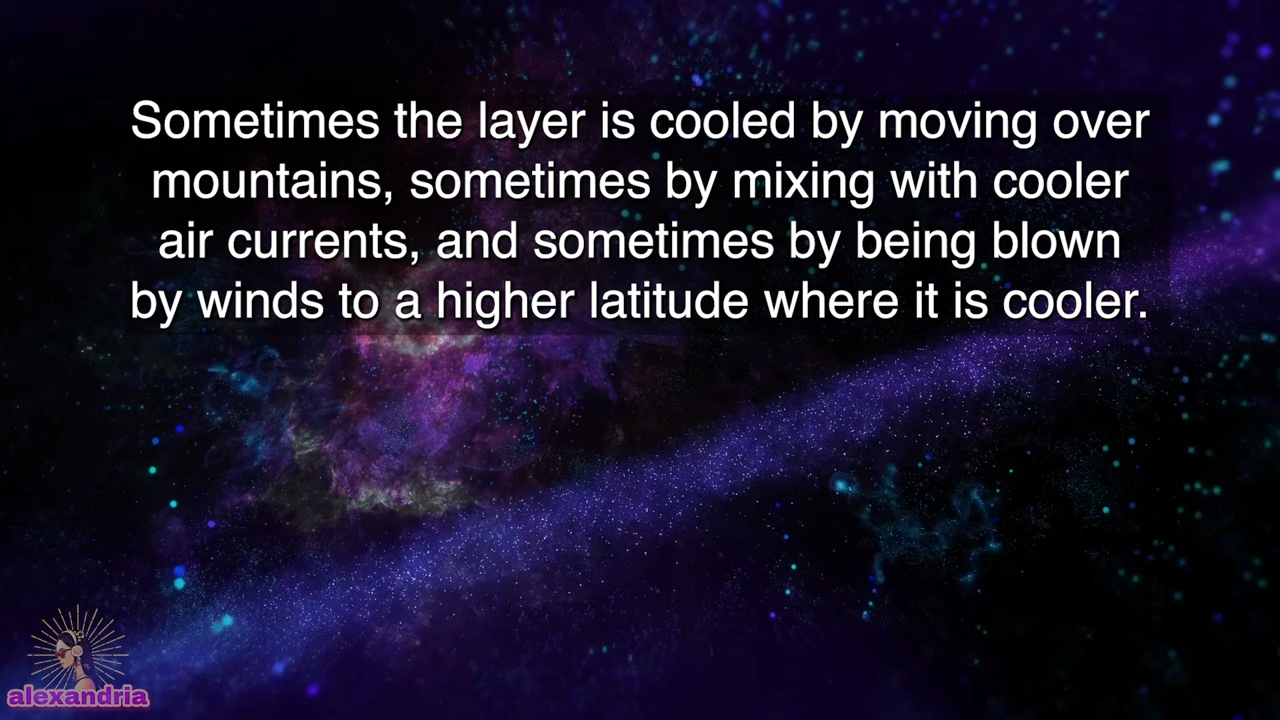 Sometimes the layer is cooled by moving over
mountains, sometimes by mixing with cooler
air currents, and sometimes by being blown
by winds to a higher latitude where it is cooler.
alexandria